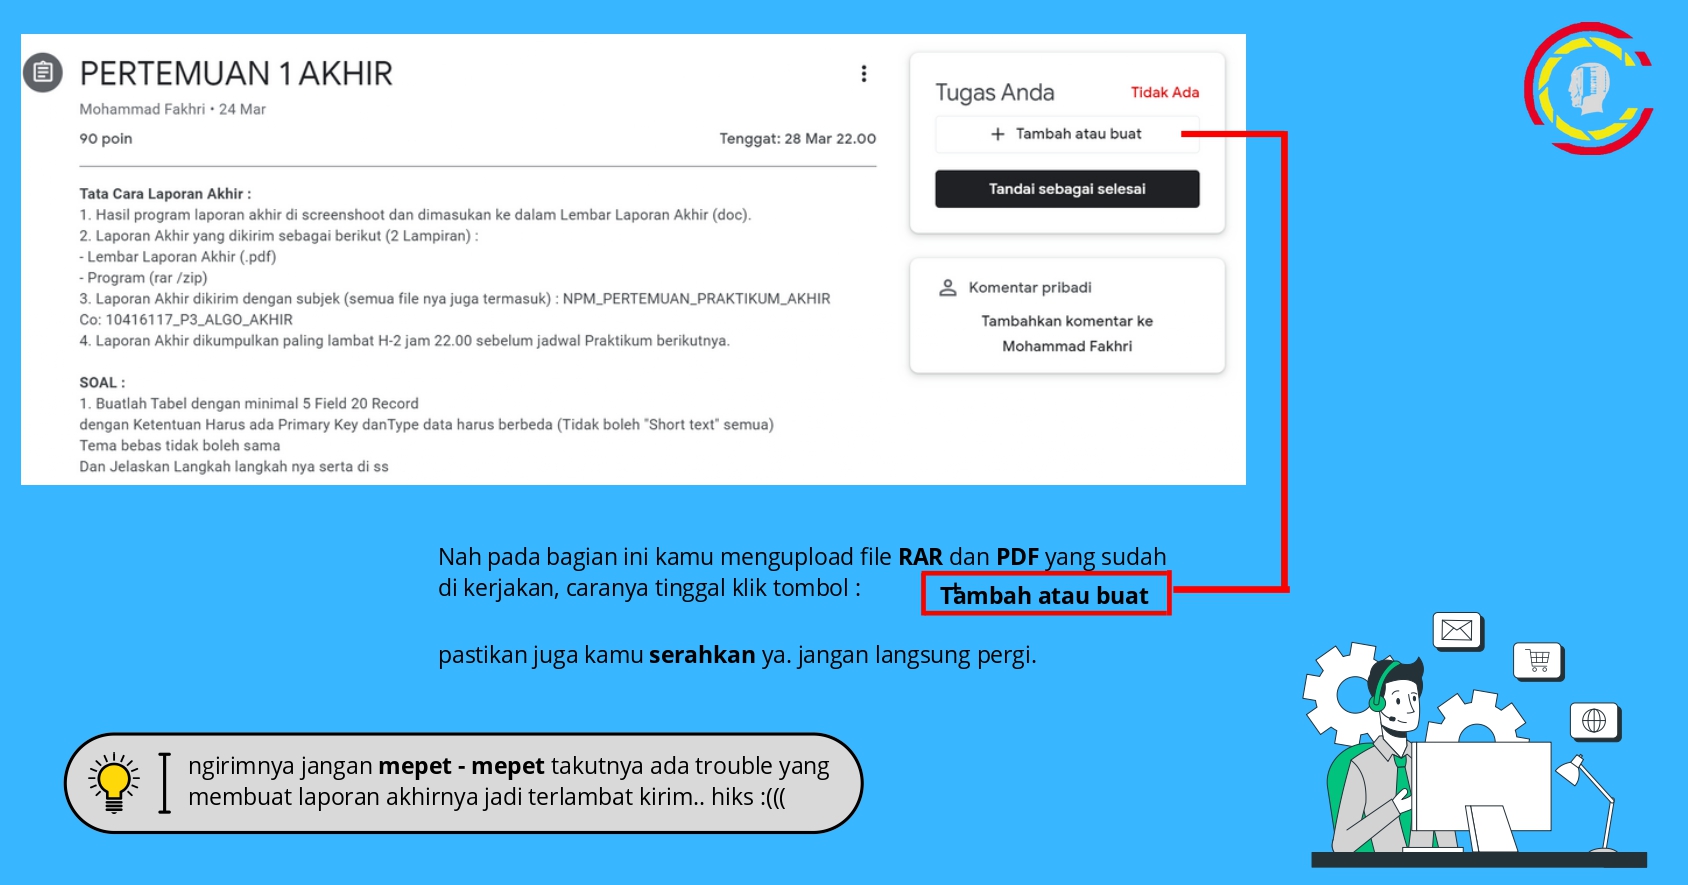 PERTEMUAN 1 AKHIR
Mohammad Fakhri • 24 Mar
90 poin
Tenggat: 28 Mar 22.00
Tata Cara Laporan Akhir :
1. Hasil program laporan akhir di screenshoot dan dimasukan ke dalam Lembar Laporan Akhir (doc).
2. Laporan Akhir yang dikirim sebagai berikut (2 Lampiran) :
- Lembar Laporan Akhir (.pdf)
- Program (rar /zip)
3. Laporan Akhir dikirim dengan subjek (semua file nya juga termasuk) : NPM_PERTEMUAN_PRAKTIKUM_AKHIR
Co: 10416117_P3_ALGO_AKHIR
4. Laporan Akhir dikumpulkan paling lambat H-2 jam 22.00 sebelum jadwal Praktikum berikutnya.
SOAL :
1. Buatlah Tabel dengan minimal 5 Field 20 Record
dengan Ketentuan Harus ada Primary Key danType data harus berbeda (Tidak boleh "Short text" semua)
Tema bebas tidak boleh sama
Dan Jelaskan Langkah langkah nya serta di ss
Tugas Anda
Tidak Ada
+ Tambah atau buat
Tandai sebagai selesai
Komentar pribadi
Tambahkan komentar ke
Mohammad Fakhri
Nah pada bagian ini kamu mengupload file RAR dan PDF yang sudah
di kerjakan, caranya tinggal klik tombol :
+ Tambah atau buat
pastikan juga kamu serahkan ya. jangan langsung pergi.
ngirimnya jangan mepet - mepet takutnya ada trouble yang
membuat laporan akhirnya jadi terlambat kirim.. hiks :(((